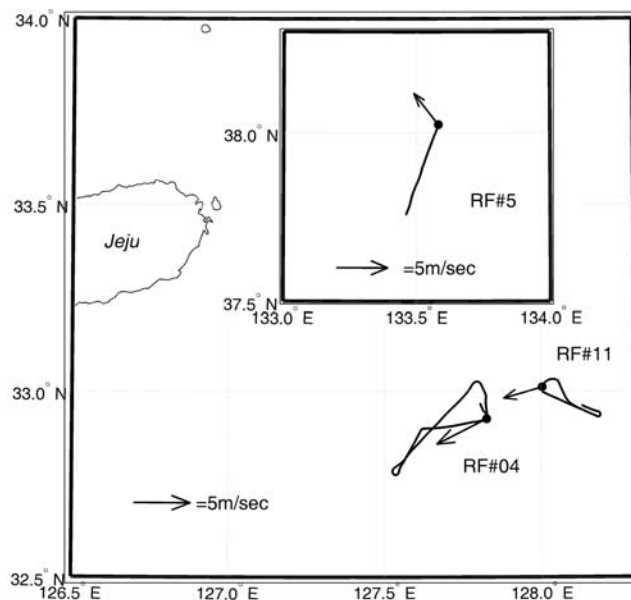 34.0° N
38.0° N
33.5° N
RF#5
Jeju
=5m/sec
37.5° N
133.0° E 133.5° E 134.0° E
RF#11
33.0° N
RF#04
=5m/sec
32.5° N
126.5° E 127.0° E 127.5° E 128.0° E